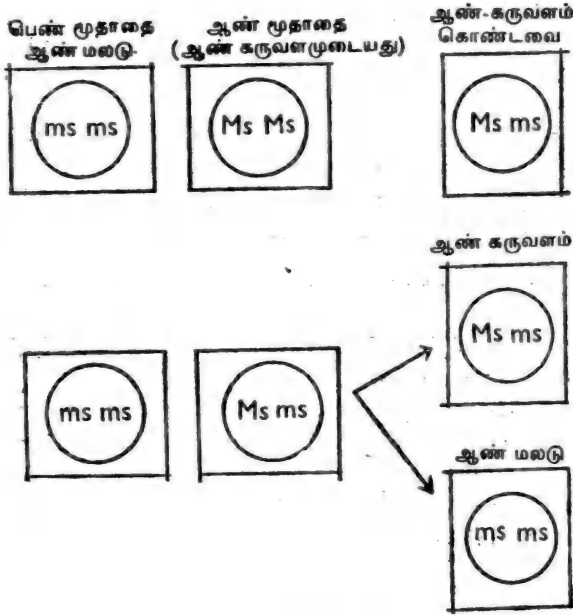 பெண் மூதாதை
ஆண் மலடு
ஆண் மூதாதை
(ஆண் கருவளமுடையது)
ஆண்-கருவளம்
கொண்டவை
ms ms
Ms Ms
Ms ms
ஆண் கருவளம்
Ms ms
ms ms
Ms ms
ஆண் மலடு
ms ms